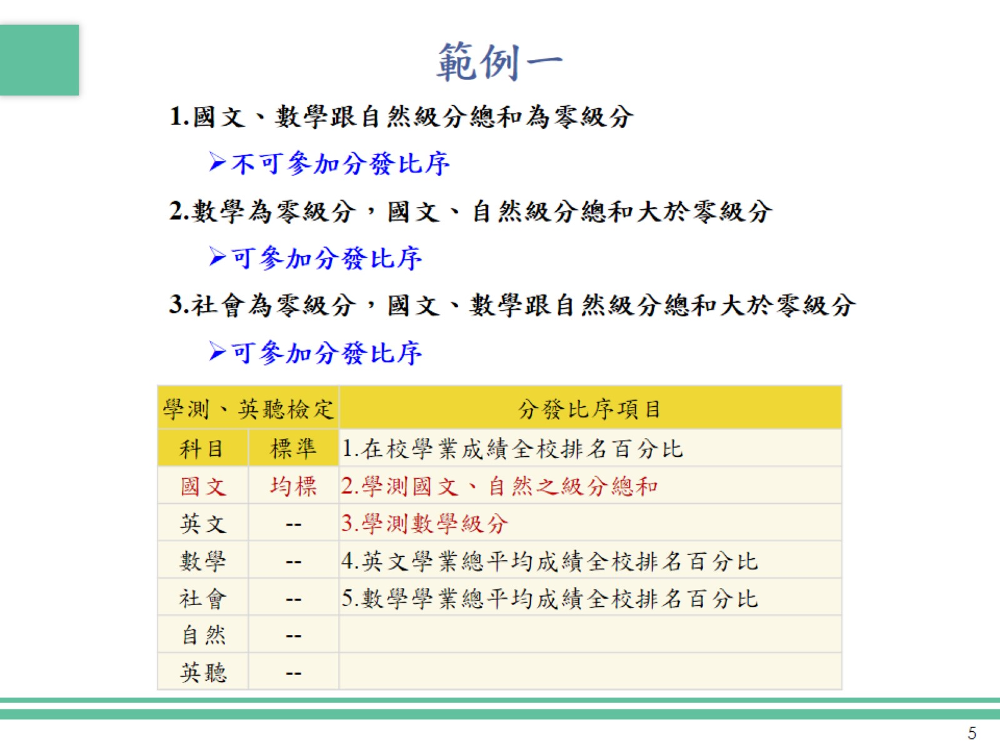 範例一
1.國文、數學跟自然級分總和為零級分
➢不可參加分發比序
2.數學為零級分，國文、自然級分總和大於零級分
➢可參加分發比序
3.社會為零級分，國文、數學跟自然級分總和大於零級分
➢可參加分發比序
學測、英聽檢定 分發比序項目
科目 標準 1.在校學業成績全校排名百分比
國文 均標 2.學測國文、自然之級分總和
英文 -- 3.學測數學級分
數學 -- 4.英文學業總平均成績全校排名百分比
社會 -- 5.數學學業總平均成績全校排名百分比
自然 --
英聽 --
5